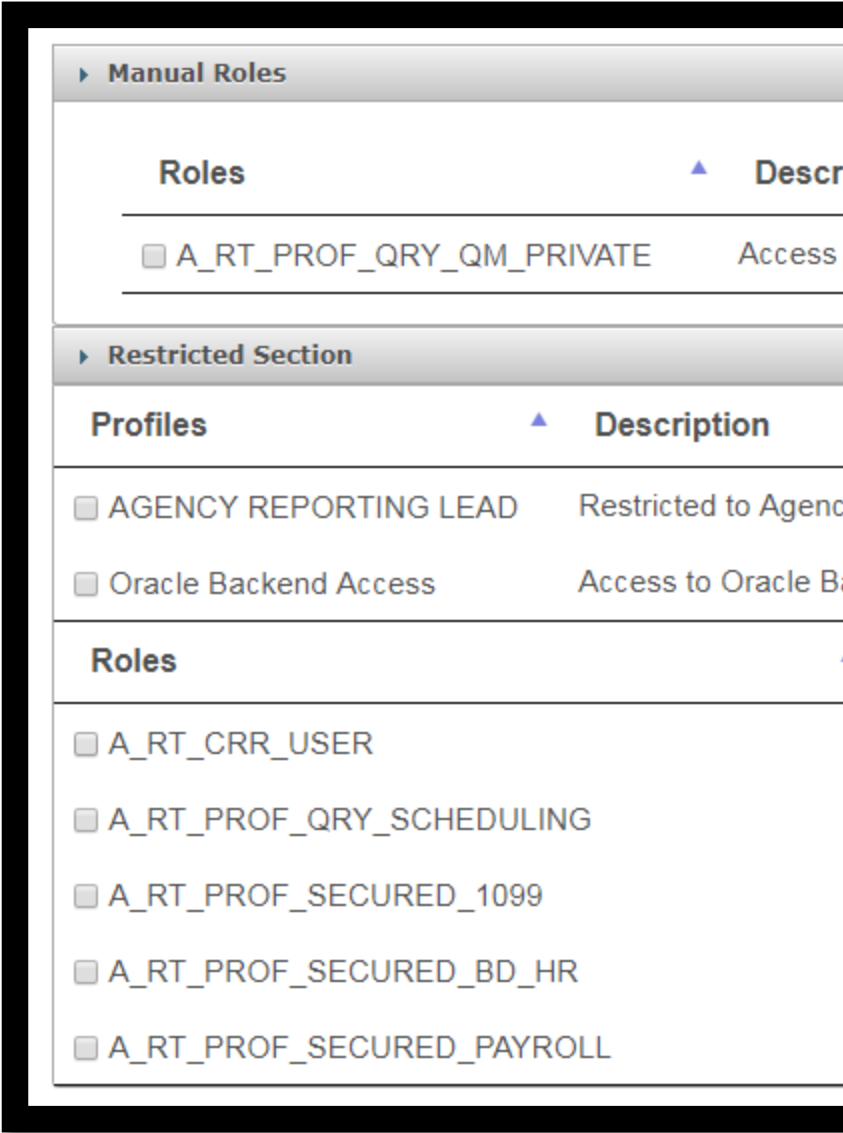 Manual Roles
Roles Descr
A_RT_PROF_QRY_QM_PRIVATE Access
Restricted Section
Profiles Description
AGENCY REPORTING LEAD Restricted to Agenc
Oracle Backend Access Access to Oracle Ba
Roles
A_RT_CRR_USER
A_RT_PROF_QRY_SCHEDULING
A_RT_PROF_SECURED_1099
A_RT_PROF_SECURED_BD_HR
A_RT_PROF_SECURED_PAYROLL